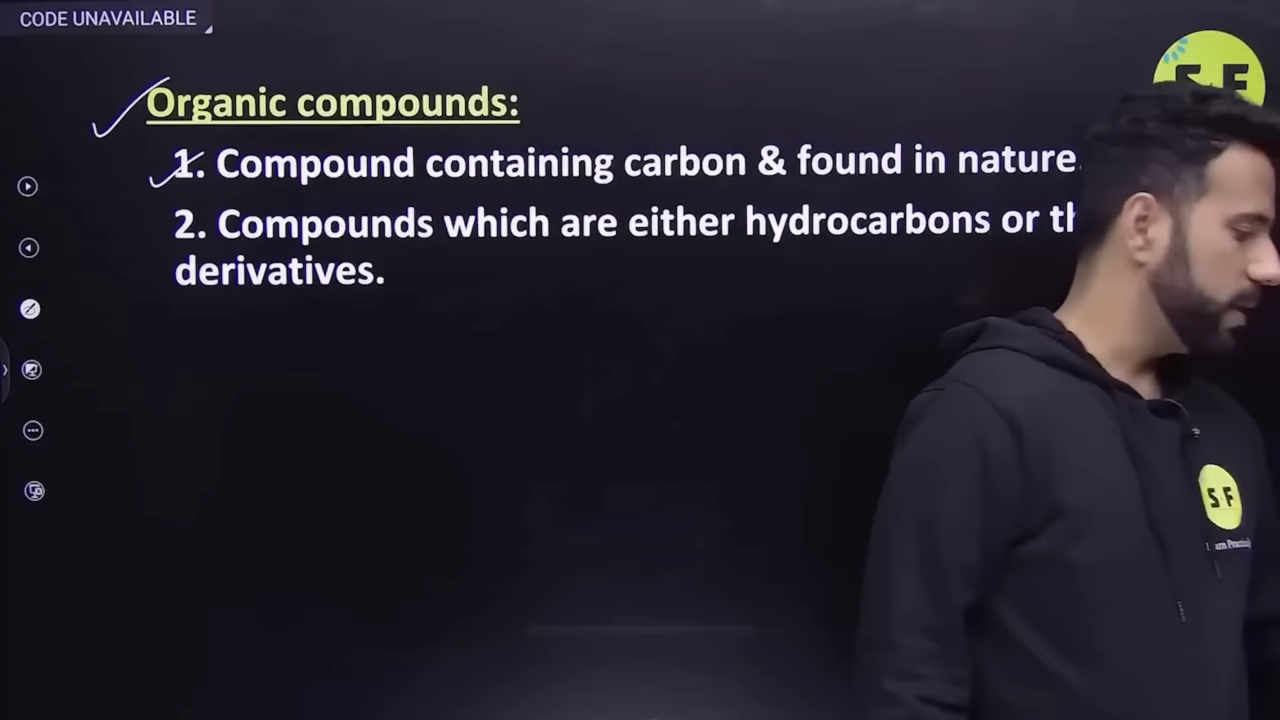 CODE UNAVAILABLE
Organic compounds:
1. Compound containing carbon & found in nature.
2. Compounds which are either hydrocarbons or
derivatives.
S F
S F